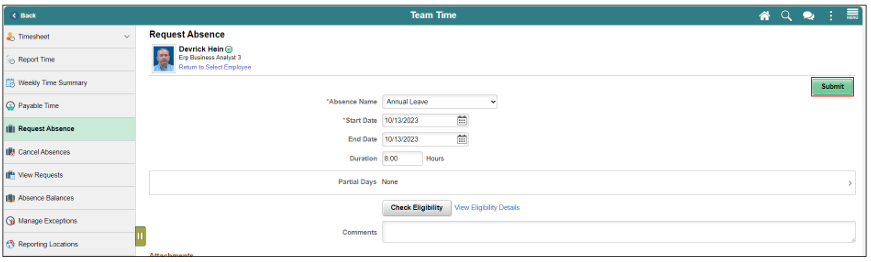 Back
Team Time
MENU
Timesheet
Report Time
Weekly Time Summary
Payable Time
Request Absence
Cancel Absences
View Requests
Absence Balances
Manage Exceptions
Reporting Locations
Request Absence
Devrick Hein
Erp Business Analyst 3
Return to Select Employee
Submit
*Absence Name Annual Leave
*Start Date 10/13/2023
End Date 10/13/2023
Duration 8.00 Hours
Partial Days None
Check Eligibility View Eligibility Details
Comments
Attachments